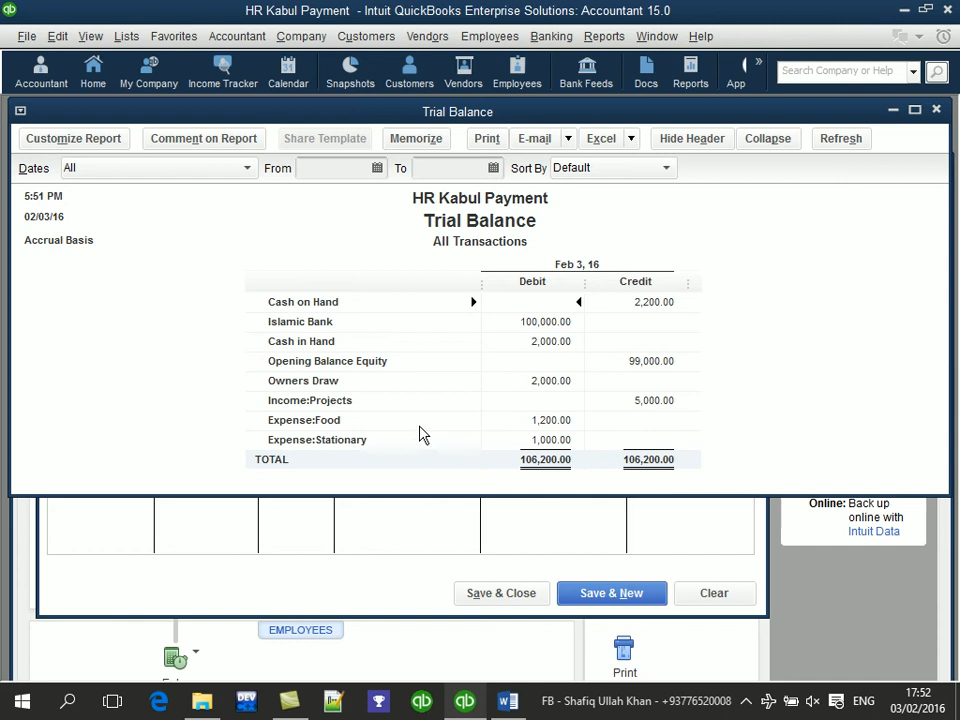 HR Kabul Payment - Intuit QuickBooks Enterprise Solutions: Accountant 15.0
File Edit View Lists Favorites Accountant Company Customers Vendors Employees Banking Reports Window Help
Accountant Home My Company Income Tracker Calendar Snapshots Customers Vendors Employees Bank Feeds Docs Reports App » Search Company or Help
Trial Balance
Customize Report Comment on Report Share Template Memorize Print E-mail Excel Hide Header Collapse Refresh
Dates All From To Sort By Default
5:51 PM
HR Kabul Payment
02/03/16
Trial Balance
Accrual Basis
All Transactions
Feb 3, 16
Debit Credit
Cash on Hand 2,200.00
Islamic Bank 100,000.00
Cash in Hand 2,000.00
Opening Balance Equity 99,000.00
Owners Draw 2,000.00
Income:Projects 5,000.00
Expense:Food 1,200.00
Expense:Stationary 1,000.00
TOTAL 106,200.00 106,200.00
Online: Back up
online with
Intuit Data
Save & Close Save & New Clear
EMPLOYEES
Print
FB - Shafiq Ullah Khan - +93776520008 ENG 17:52
03/02/2016